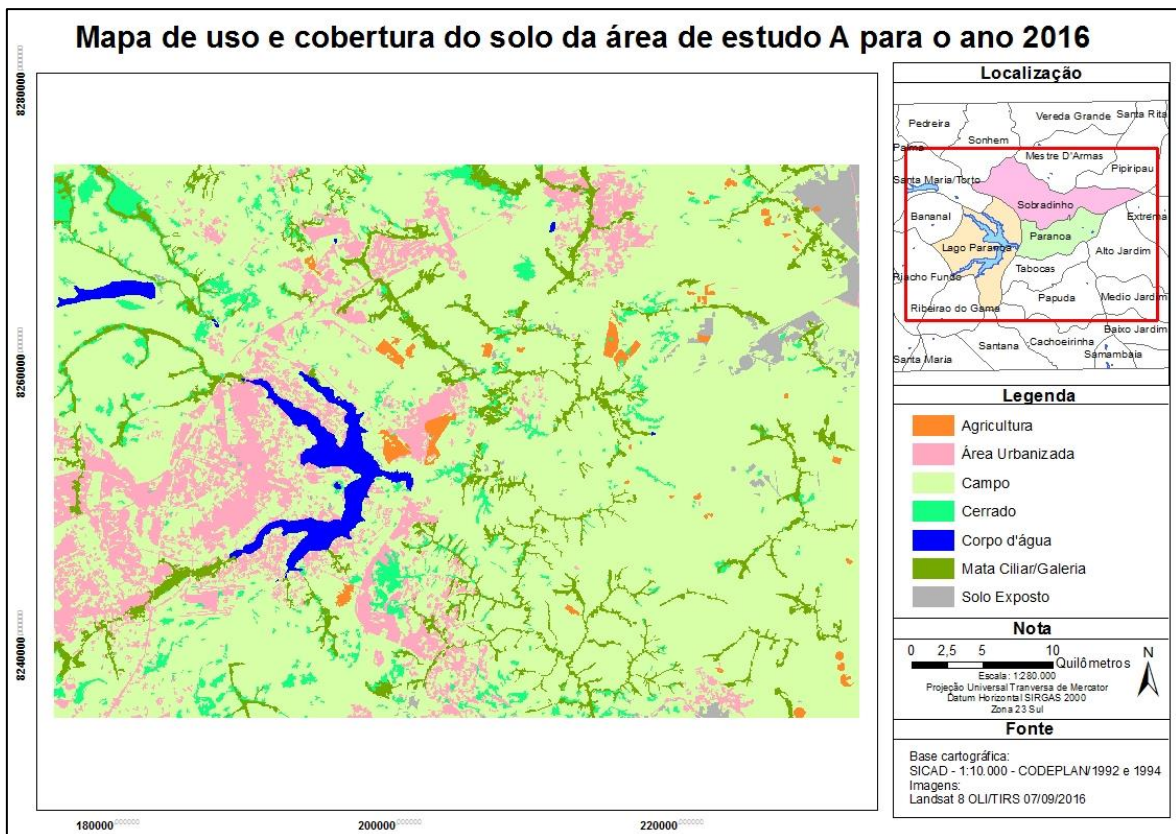 Mapa de uso e cobertura do solo da área de estudo A para o ano 2016
8280000
8260000
8240000
180000
200000
220000
Localização
Pedreira
Sonhem
Vereda Grande
Santa Rita
Palma
Mestre D'Armas
Pipiripau
Santa Maria/Torto
Sobradinho
Bananal
Extrema
Paranoa
Lago Paranoa
Alto Jardim
Riacho Fundo
Tabocas
Papuda
Medio Jardim
Ribeirao do Gama
Baixo Jardim
Cachoeirinha
Santana
Santa Maria
Samambaia
Legenda
Agricultura
Área Urbanizada
Campo
Cerrado
Corpo d'água
Mata Ciliar/Galeria
Solo Exposto
Nota
0 2,5 5 10
Quilômetros
N
Escala: 1:280.000
Projeção Universal Tranversa de Mercator
Datum Horizontal SIRGAS 2000
Zona 23 Sul
Fonte
Base cartográfica:
SICAD - 1:10.000 - CODEPLAN/1992 e 1994
Imagens:
Landsat 8 OLI/TIRS 07/09/2016